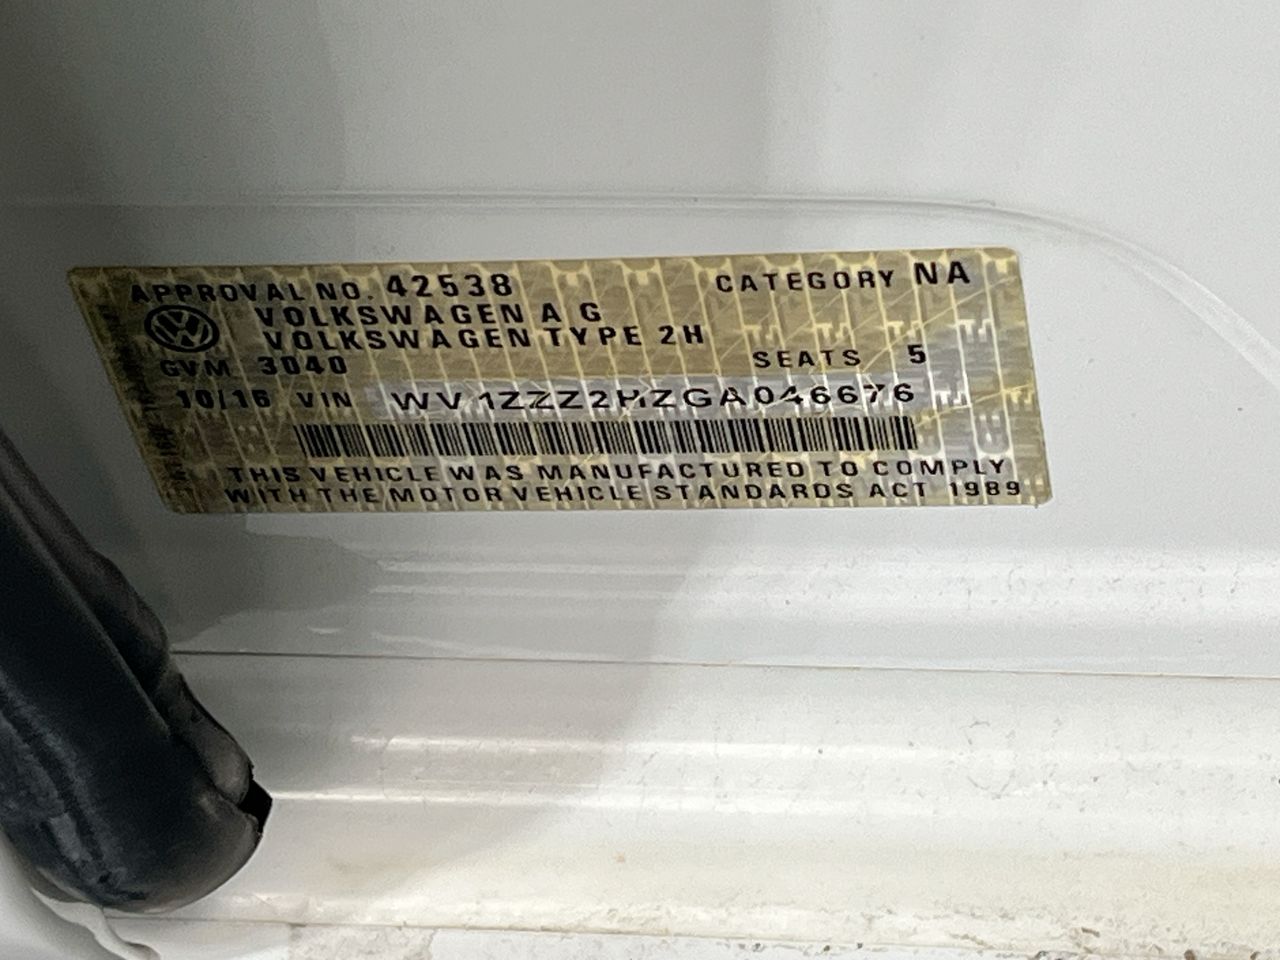 APPROVAL NO. 42538 CATEGORY NA
VOLKSWAGEN AG
VOLKSWAGEN TYPE 2H
GVM 3040 SEATS 5
10/16 VIN WV1ZZZ2HZGA046676
THIS VEHICLE WAS MANUFACTURED TO COMPLY
WITH THE MOTOR VEHICLE STANDARDS ACT 1989